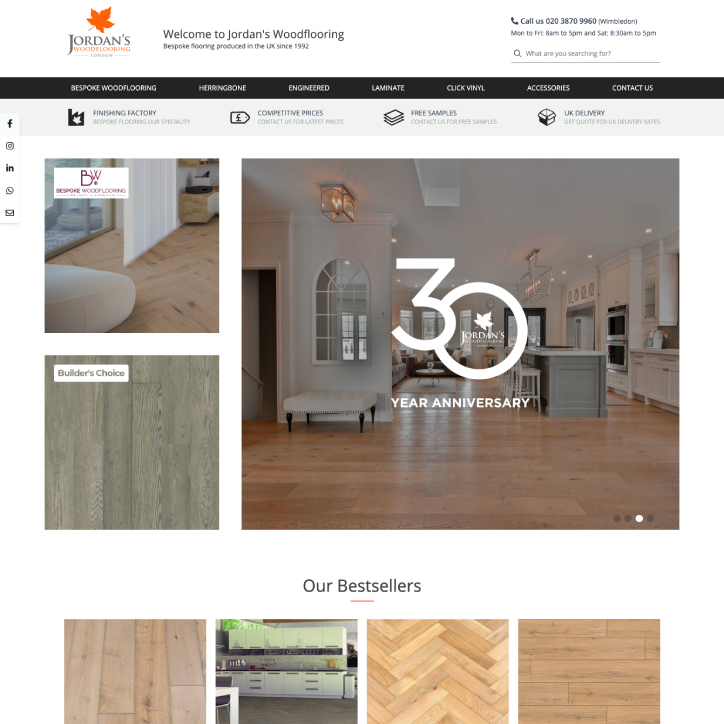 JORDAN'S
WOODFLOORING
LONDON
Welcome to Jordan's Woodflooring
Bespoke flooring produced in the UK since 1992
Call us 020 3870 9960 (Wimbledon)
Mon to Fri: 8am to 5pm and Sat: 8:30am to 5pm
What are you searching for?
BESPOKE WOODFLOORING
HERRINGBONE
ENGINEERED
LAMINATE
CLICK VINYL
ACCESSORIES
CONTACT US
FINISHING FACTORY
BESPOKE FLOORING OUR SPECIALITY
COMPETITIVE PRICES
CONTACT US FOR LATEST PRICES
FREE SAMPLES
CONTACT US FOR FREE SAMPLES
UK DELIVERY
GET QUOTE FOR UK DELIVERY RATES
BW
BESPOKE WOODFLOORING
Builder's Choice
30
JORDAN'S
WOODFLOORING
YEAR ANNIVERSARY
Our Bestsellers